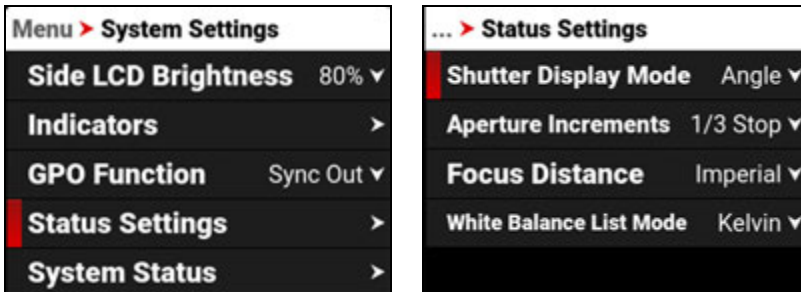 Menu > System Settings
Side LCD Brightness 80%
Indicators
GPO Function Sync Out
Status Settings
System Status
... > Status Settings
Shutter Display Mode Angle
Aperture Increments 1/3 Stop
Focus Distance Imperial
White Balance List Mode Kelvin